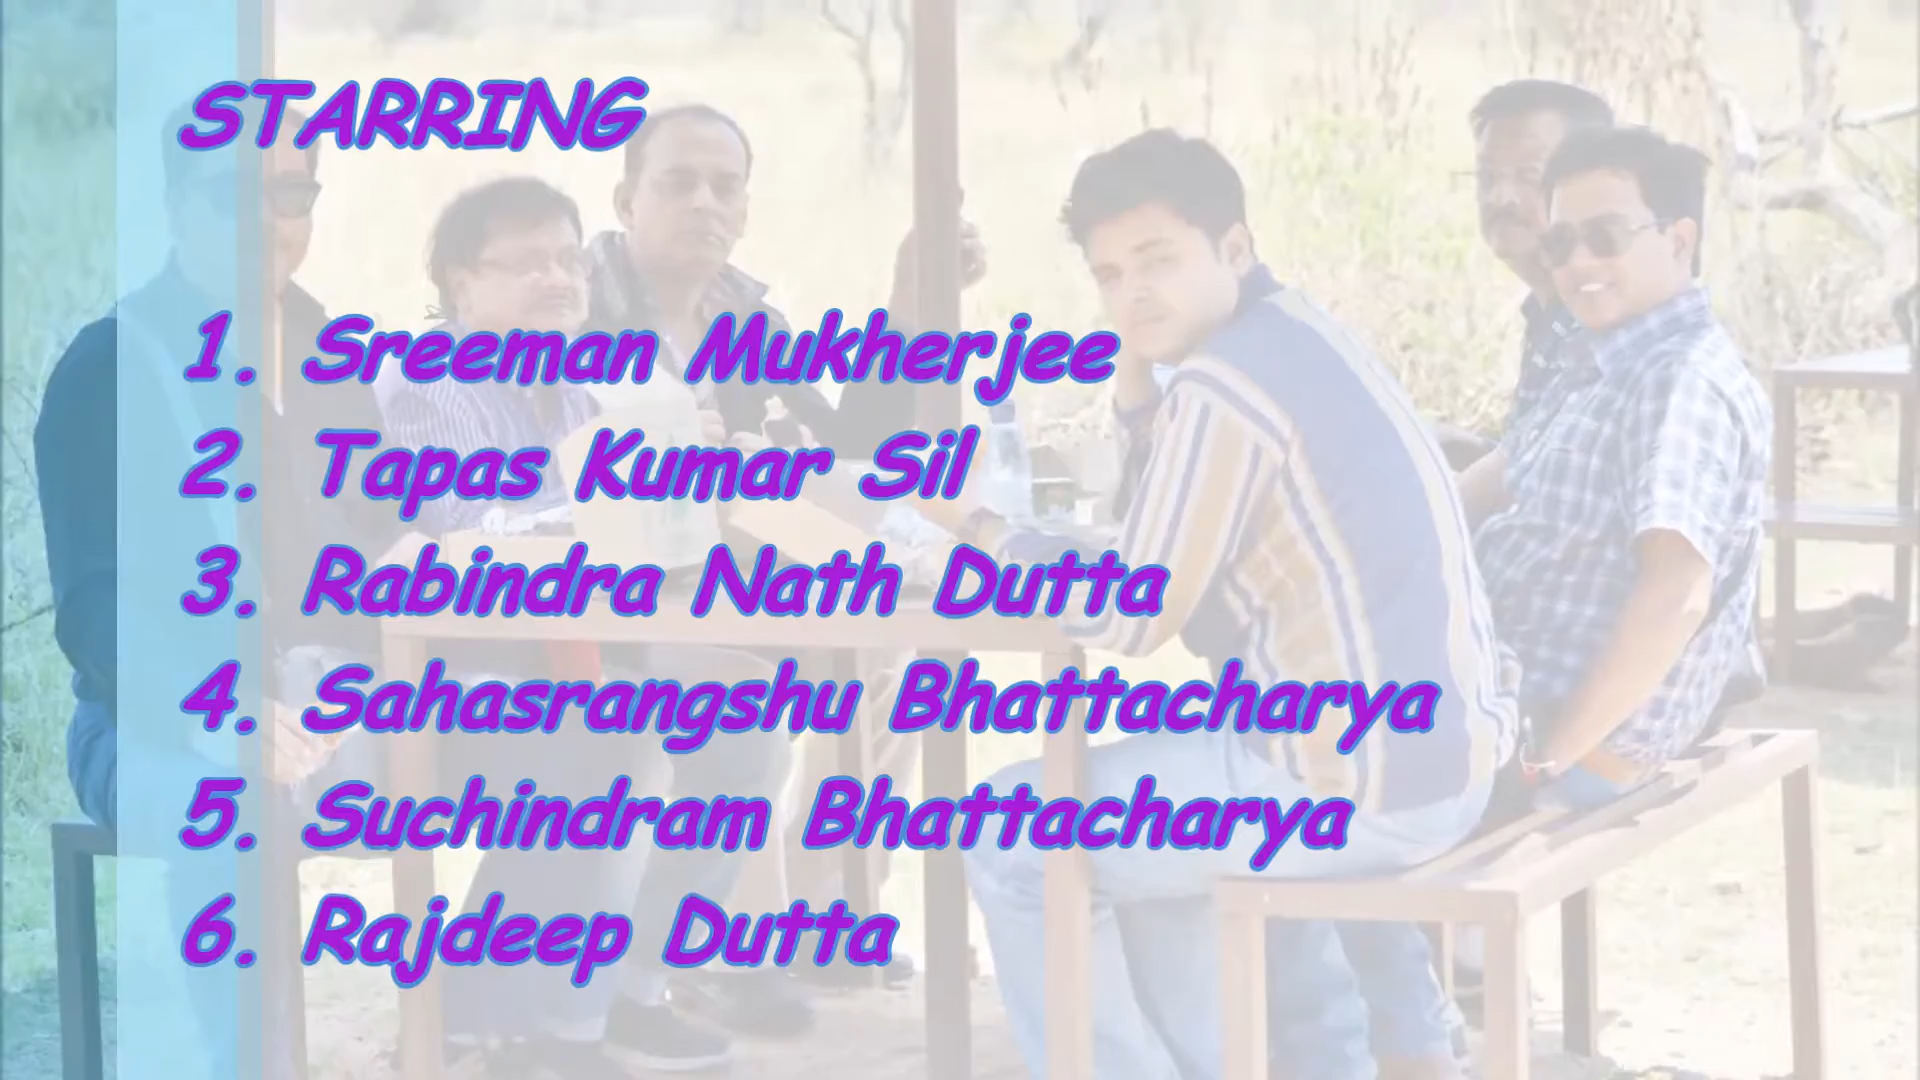 STARRING
1. Sreeman Mukherjee
2. Tapas Kumar Sil
3. Rabindra Nath Dutta
4. Sahasrangshu Bhattacharya
5. Suchindram Bhattacharya
6. Rajdeep Dutta